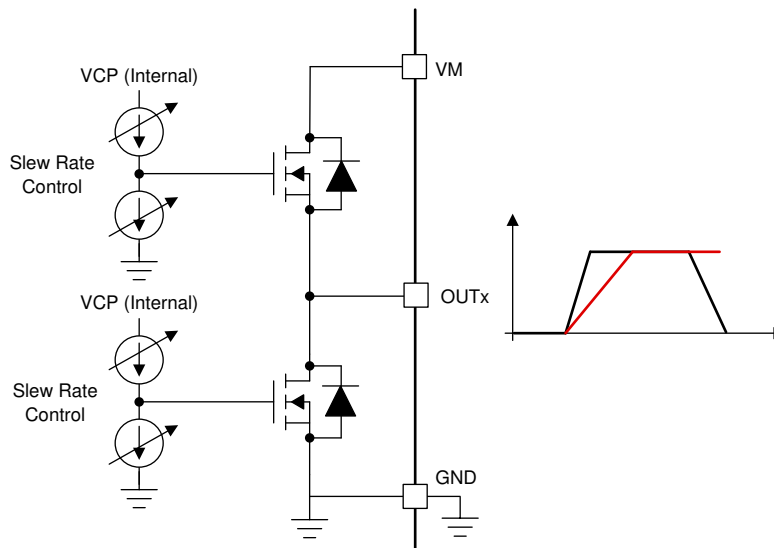 VM
VCP (Internal)
Slew Rate
Control
OUTx
VCP (Internal)
Slew Rate
Control
GND